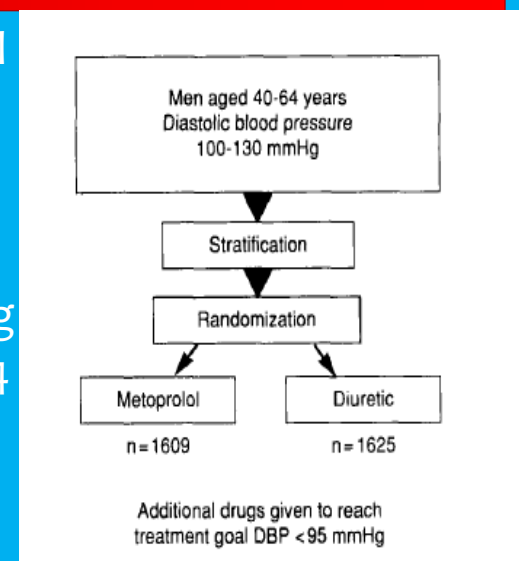 Men aged 40-64 years
Diastolic blood pressure
100-130 mmHg
Stratification
Randomization
Metoprolol
Diuretic
n=1609
n=1625
Additional drugs given to reach
treatment goal DBP <95 mmHg